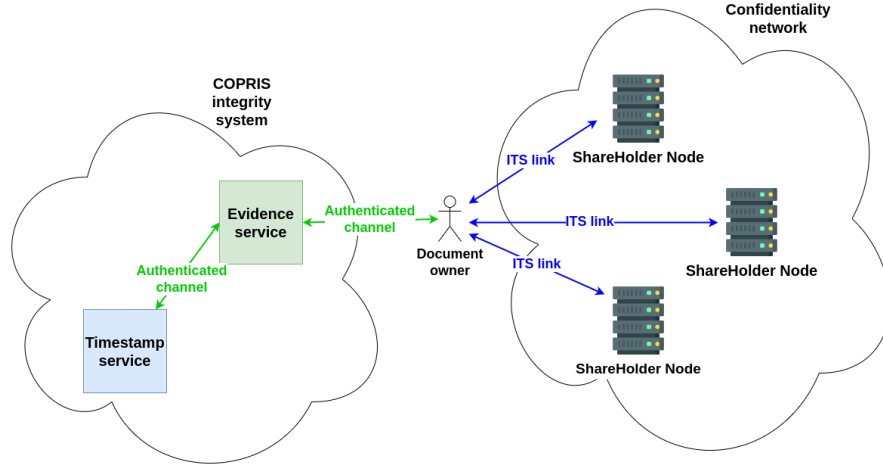 Confidentiality
network
COPRIS
integrity
system
ITS link
ShareHolder Node
Evidence
service
Authenticated
channel
ITS link
Document
owner
ShareHolder Node
ITS link
Authenticated
channel
Timestamp
service
ShareHolder Node